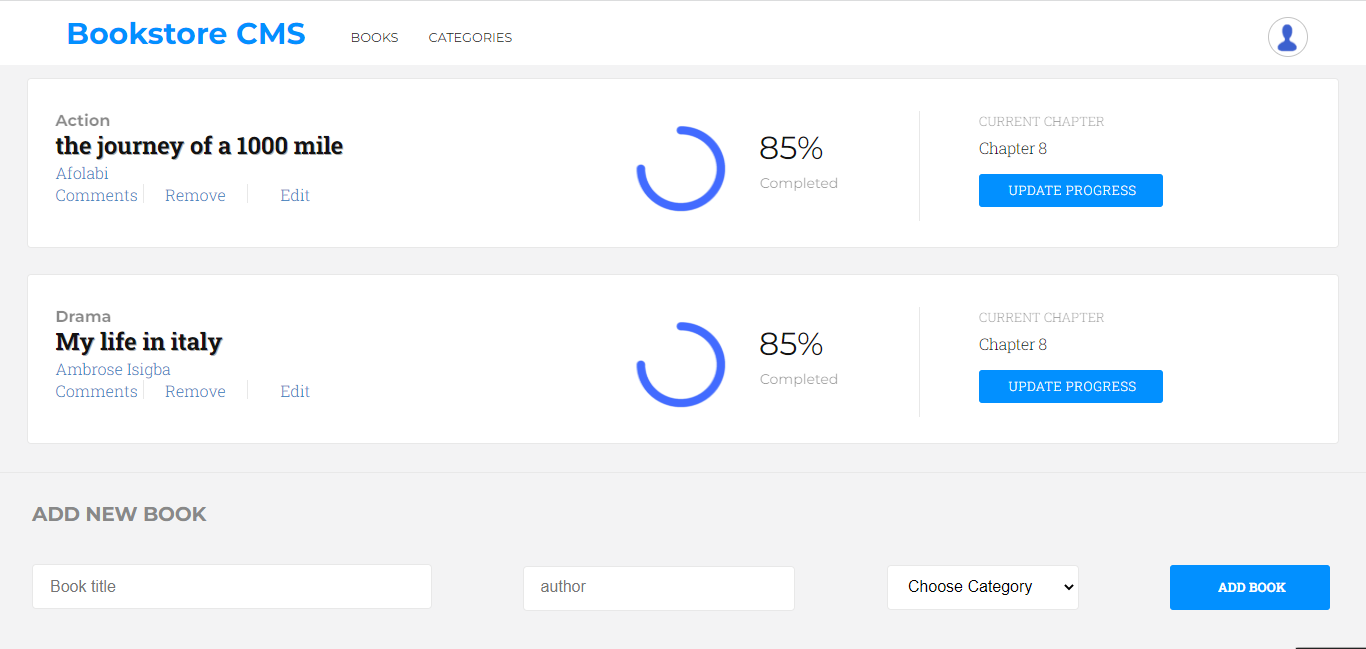 Bookstore CMS BOOKS CATEGORIES
Action
the journey of a 1000 mile
Afolabi
Comments Remove Edit
85%
Completed
CURRENT CHAPTER
Chapter 8
UPDATE PROGRESS
Drama
My life in italy
Ambrose Isigba
Comments Remove Edit
85%
Completed
CURRENT CHAPTER
Chapter 8
UPDATE PROGRESS
ADD NEW BOOK
Book title author Choose Category ADD BOOK